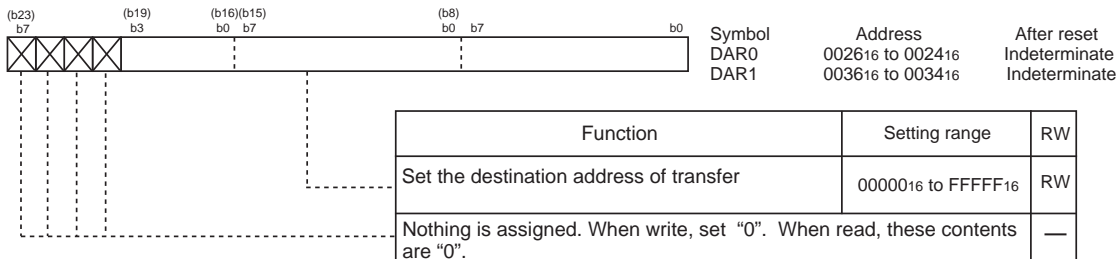 (b23) (b19) (b16)(b15) (b8)
b7 b3 b0 b7 b0 b7 b0
Symbol Address After reset
DAR0 002616 to 002416 Indeterminate
DAR1 003616 to 003416 Indeterminate
Function Setting range RW
Set the destination address of transfer 0000016 to FFFFF16 RW
Nothing is assigned. When write, set “0”. When read, these contents —
are “0”.